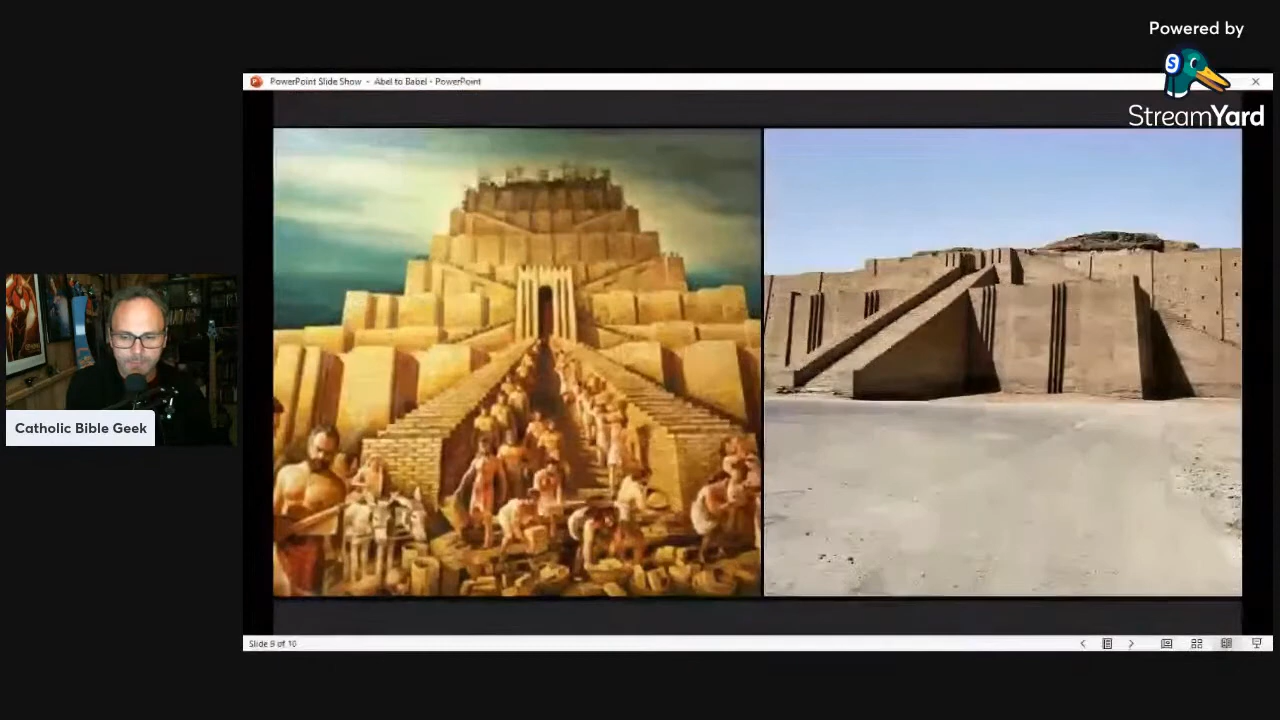 Powered by
StreamYard
PowerPoint Slide Show - Abel to Babel - PowerPoint
Catholic Bible Geek
Slide 9 of 10